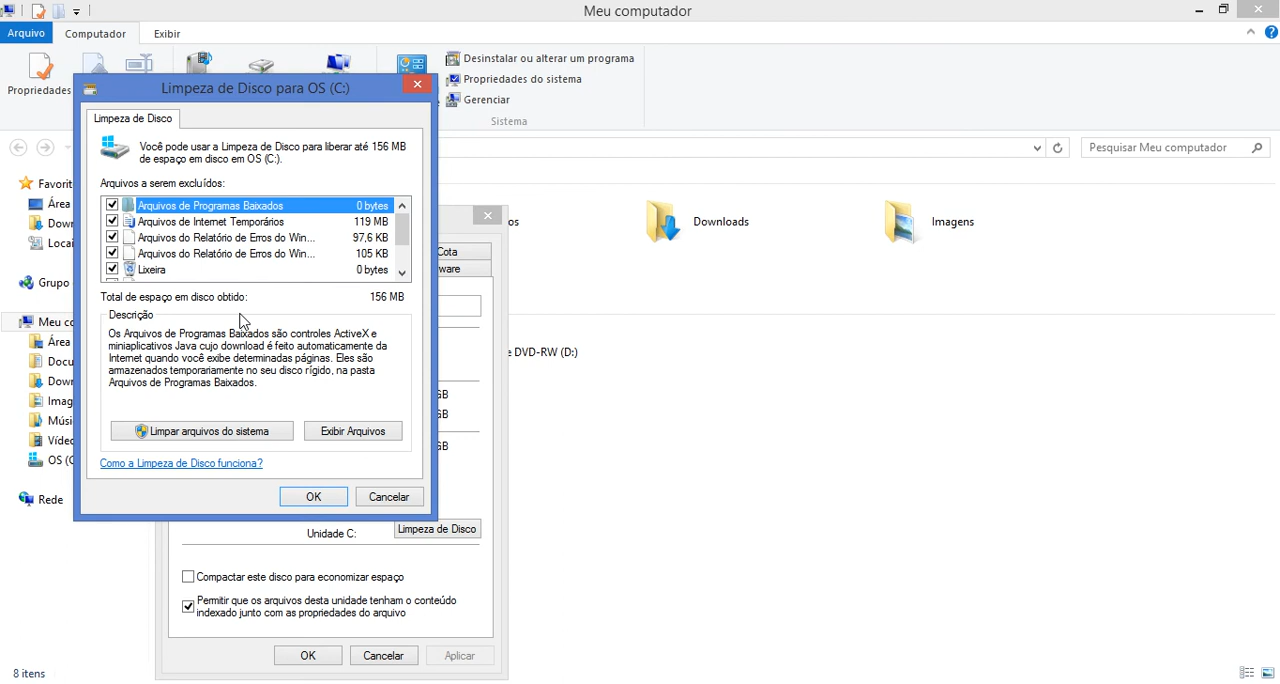 Meu computador
Arquivo
Computador
Exibir
Propriedades
Desinstalar ou alterar um programa
Propriedades do sistema
Gerenciar
Sistema
Pesquisar Meu computador
Favorit
Área
Down
Locai
Grupo
Meu co
Área
Docu
Down
Imag
Músi
Víde
OS (C
Rede
8 itens
os
Downloads
Imagens
e DVD-RW (D:)
Limpeza de Disco para OS (C:)
Limpeza de Disco
Você pode usar a Limpeza de Disco para liberar até 156 MB
de espaço em disco em OS (C:).
Arquivos a serem excluídos:
Arquivos de Programas Baixados 0 bytes
Arquivos de Internet Temporários 119 MB
Arquivos do Relatório de Erros do Win... 97,6 KB
Arquivos do Relatório de Erros do Win... 105 KB
Lixeira 0 bytes
Total de espaço em disco obtido: 156 MB
Descrição
Os Arquivos de Programas Baixados são controles ActiveX e
miniaplicativos Java cujo download é feito automaticamente da
Internet quando você exibe determinadas páginas. Eles são
amazenados temporariamente no seu disco rígido, na pasta
Arquivos de Programas Baixados.
Limpar arquivos do sistema
Exibir Arquivos
Como a Limpeza de Disco funciona?
OK
Cancelar
Cota
ware
GB
GB
GB
Unidade C:
Limpeza de Disco
Compactar este disco para economizar espaço
Permitir que os arquivos desta unidade tenham o conteúdo
indexado junto com as propriedades do arquivo
OK
Cancelar
Aplicar